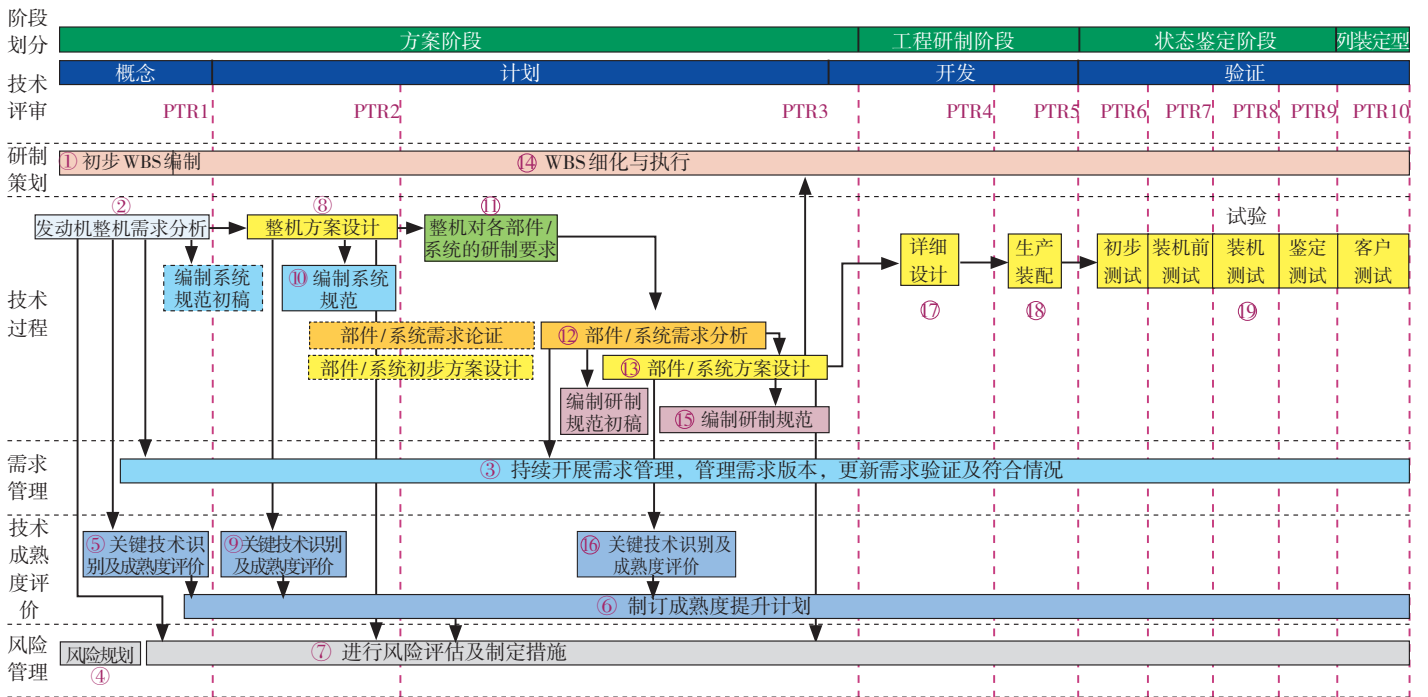 阶段
划分
方案阶段
工程研制阶段
状态鉴定阶段
列装定型
技术
评审
概念
计划
开发
验证
PTR1
PTR2
PTR3
PTR4
PTR5
PTR6
PTR7
PTR8
PTR9
PTR10
研制
策划
①初步WBS编制
⑭ WBS细化与执行
技术
过程
②
发动机整机需求分析
⑧
整机方案设计
⑪
整机对各部件/
系统的研制要求
编制系统
规范初稿
⑩ 编制系统
规范
部件/系统需求论证
部件/系统初步方案设计
⑫ 部件/系统需求分析
⑬ 部件/系统方案设计
编制研制
规范初稿
⑮ 编制研制规范
详细
设计
⑰
生产
装配
⑱
试验
初步
测试
装机前
测试
装机
测试
鉴定
测试
客户
测试
⑲
需求
管理
③ 持续开展需求管理，管理需求版本，更新需求验证及符合情况
技术
成熟
度评
价
⑤关键技术识
别及成熟度评价
⑨关键技术识别
及成熟度评价
⑯ 关键技术识别及
成熟度评价
⑥ 制订成熟度提升计划
风险
管理
风险规划
④
⑦ 进行风险评估及制定措施